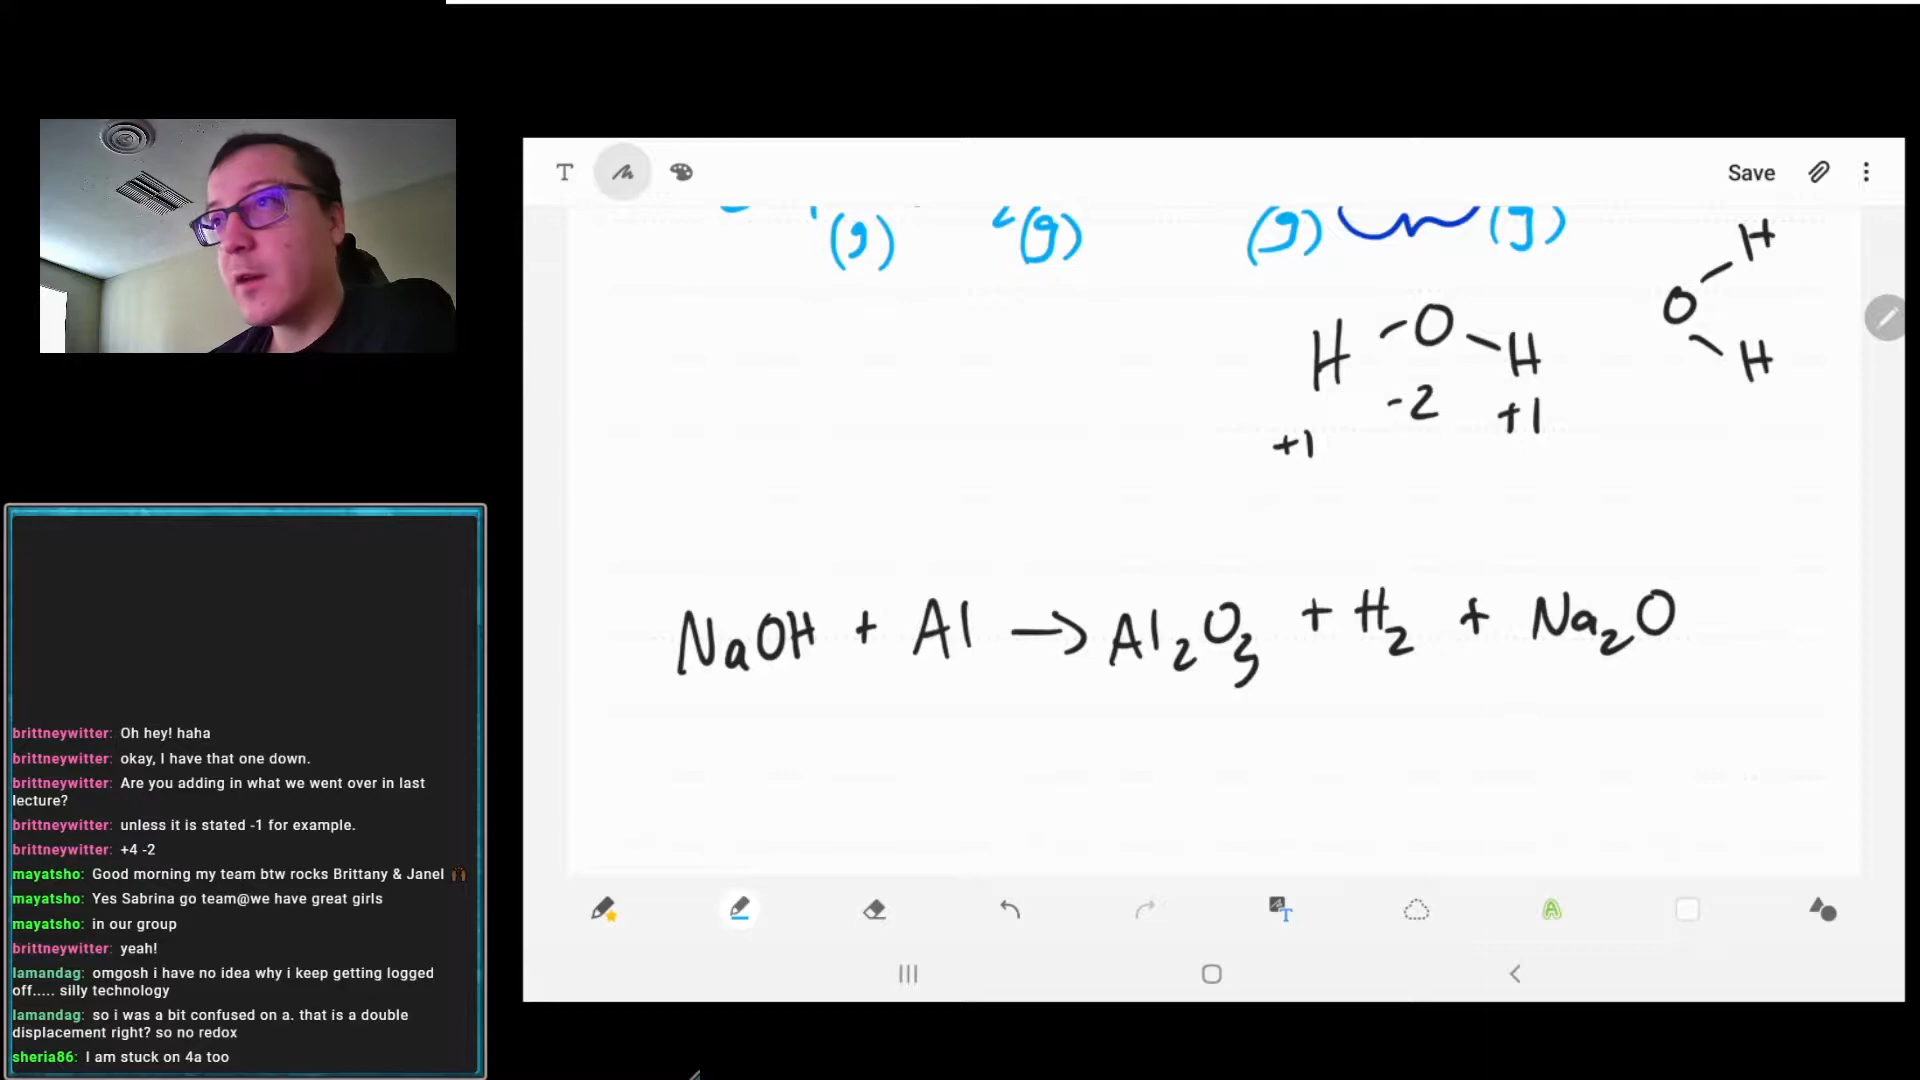 T Save
(g) 2(g) (g) (g)
H
O
H
H - O - H
-2 +1
+1
NaOH + Al → Al2O3 + H2 + Na2O
brittneywitter: Oh hey! haha
brittneywitter: okay, I have that one down.
brittneywitter: Are you adding in what we went over in last
lecture?
brittneywitter: unless it is stated -1 for example.
brittneywitter: +4 -2
mayatsho: Good morning my team btw rocks Brittany & Janel
mayatsho: Yes Sabrina go team@we have great girls
mayatsho: in our group
brittneywitter: yeah!
lamandag: omgosh i have no idea why i keep getting logged
off..... silly technology
lamandag: so i was a bit confused on a. that is a double
displacement right? so no redox
sheria86: I am stuck on 4a too